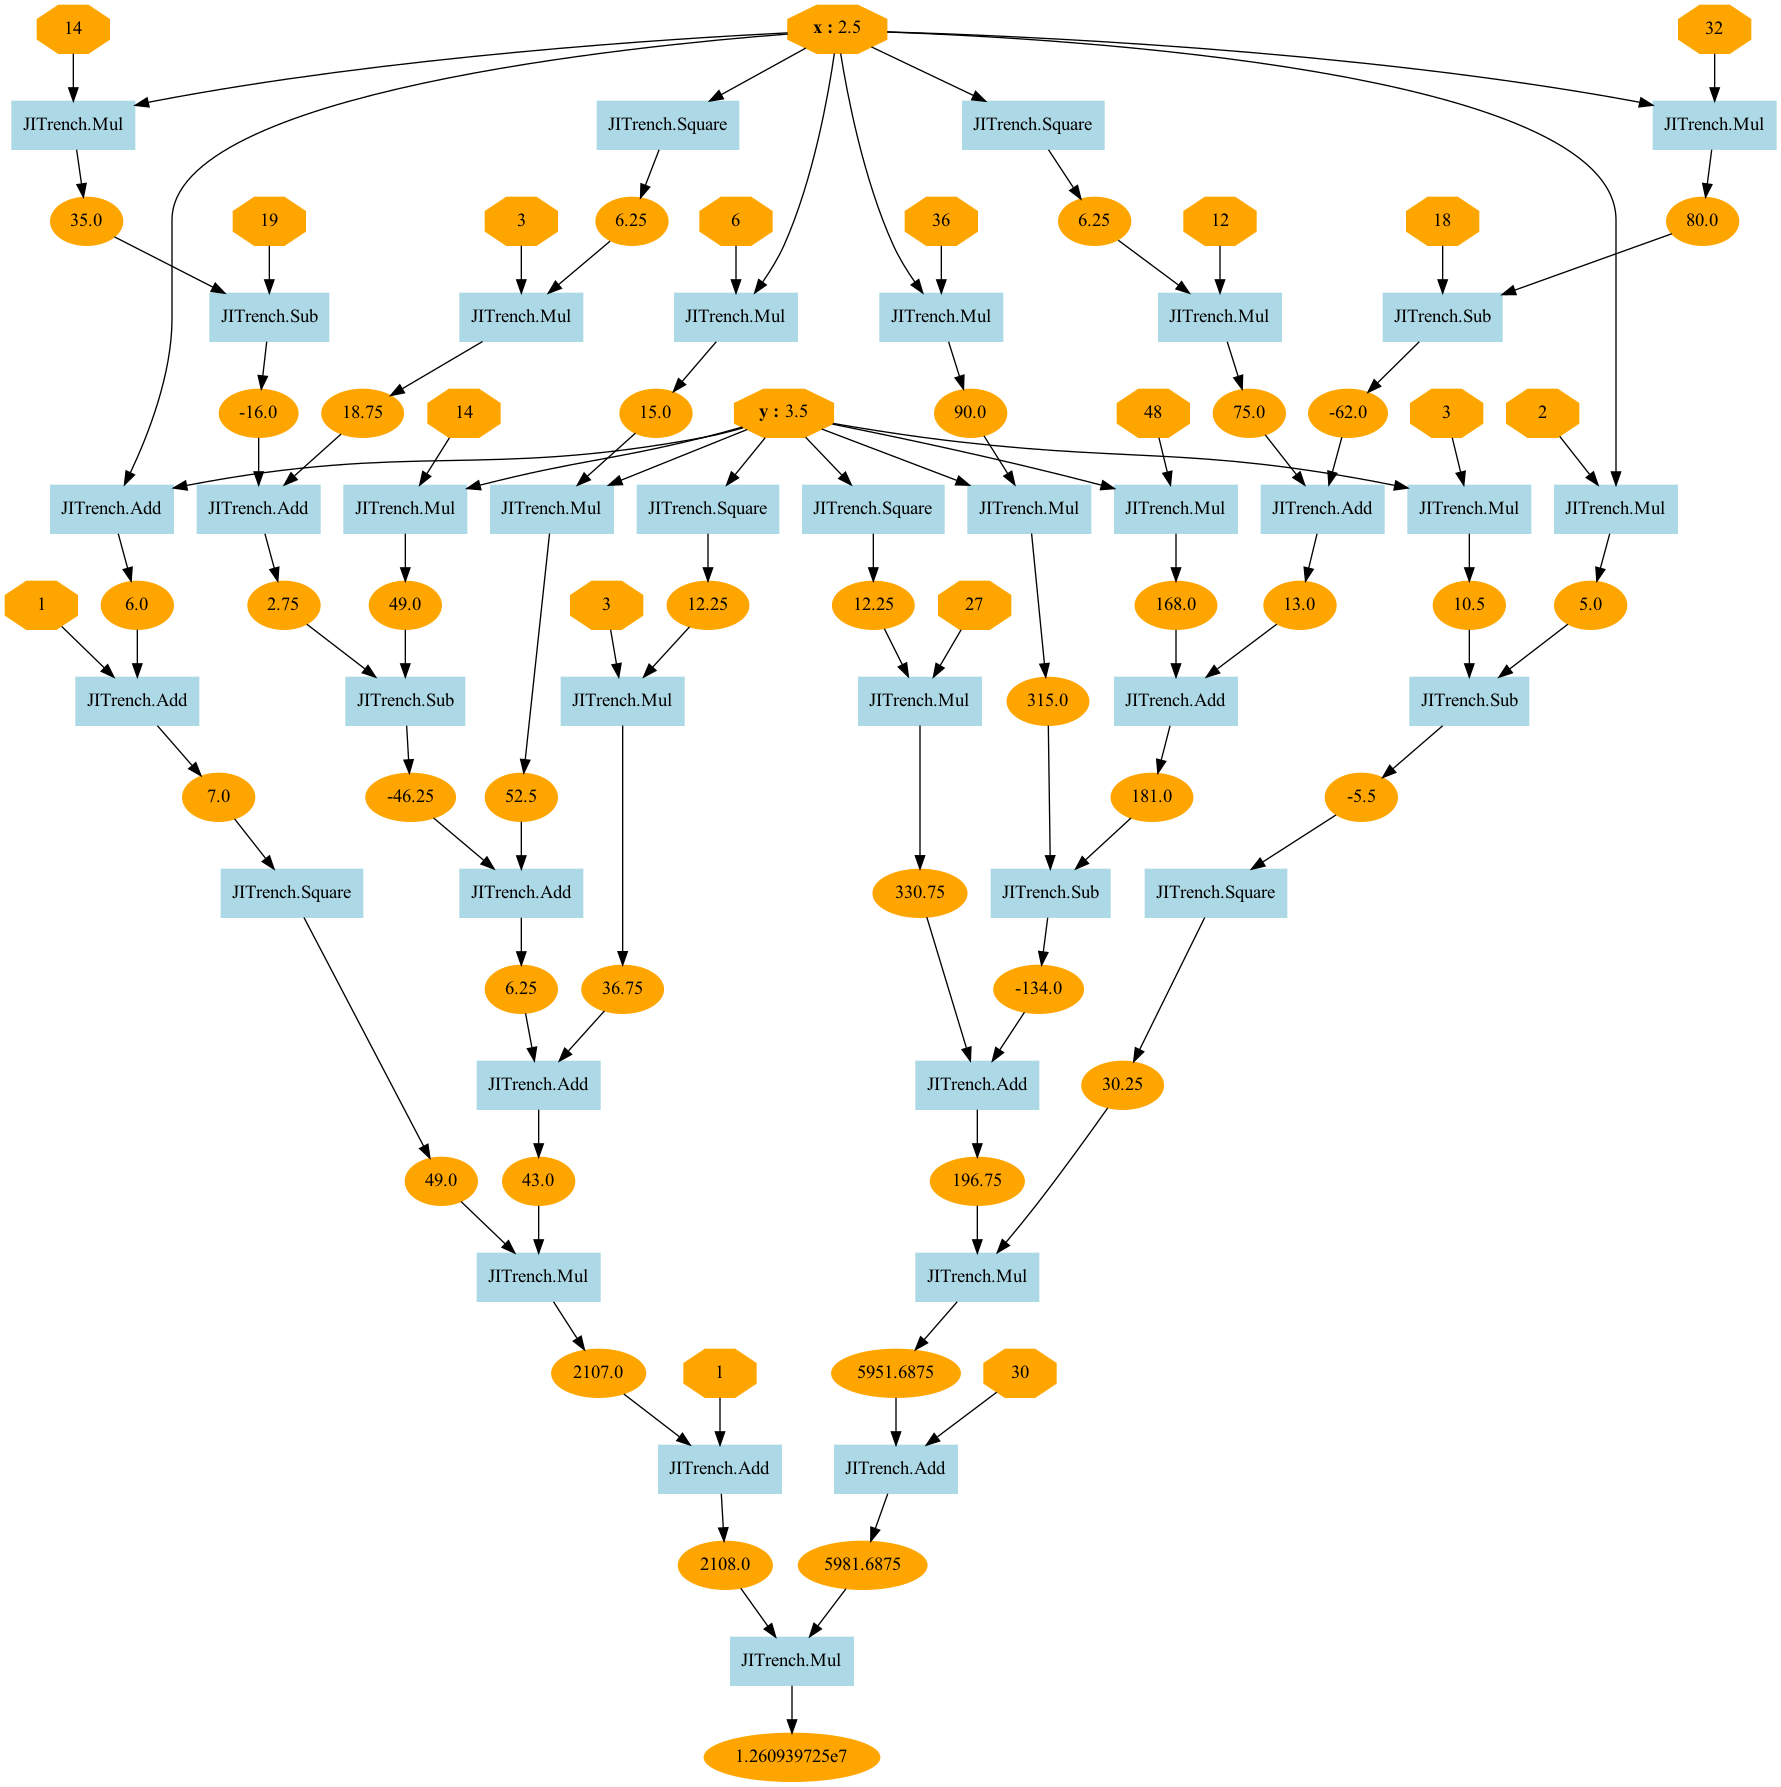 14
x : 2.5
32
JITrench.Mul
JITrench.Square
JITrench.Square
JITrench.Mul
35.0
19
3
6.25
6
36
6.25
12
18
80.0
JITrench.Sub
JITrench.Mul
JITrench.Mul
JITrench.Mul
JITrench.Mul
JITrench.Sub
-16.0
18.75
14
15.0
y : 3.5
90.0
48
75.0
-62.0
3
2
JITrench.Add
JITrench.Add
JITrench.Mul
JITrench.Mul
JITrench.Square
JITrench.Square
JITrench.Mul
JITrench.Mul
JITrench.Add
JITrench.Mul
JITrench.Mul
1
6.0
2.75
49.0
3
12.25
12.25
27
168.0
13.0
10.5
5.0
JITrench.Add
JITrench.Sub
JITrench.Mul
JITrench.Mul
315.0
JITrench.Add
JITrench.Sub
7.0
-46.25
52.5
181.0
-5.5
JITrench.Square
JITrench.Add
330.75
JITrench.Sub
JITrench.Square
6.25
36.75
-134.0
JITrench.Add
JITrench.Add
30.25
49.0
43.0
196.75
JITrench.Mul
JITrench.Mul
2107.0
1
5951.6875
30
JITrench.Add
JITrench.Add
2108.0
5981.6875
JITrench.Mul
1.260939725e7